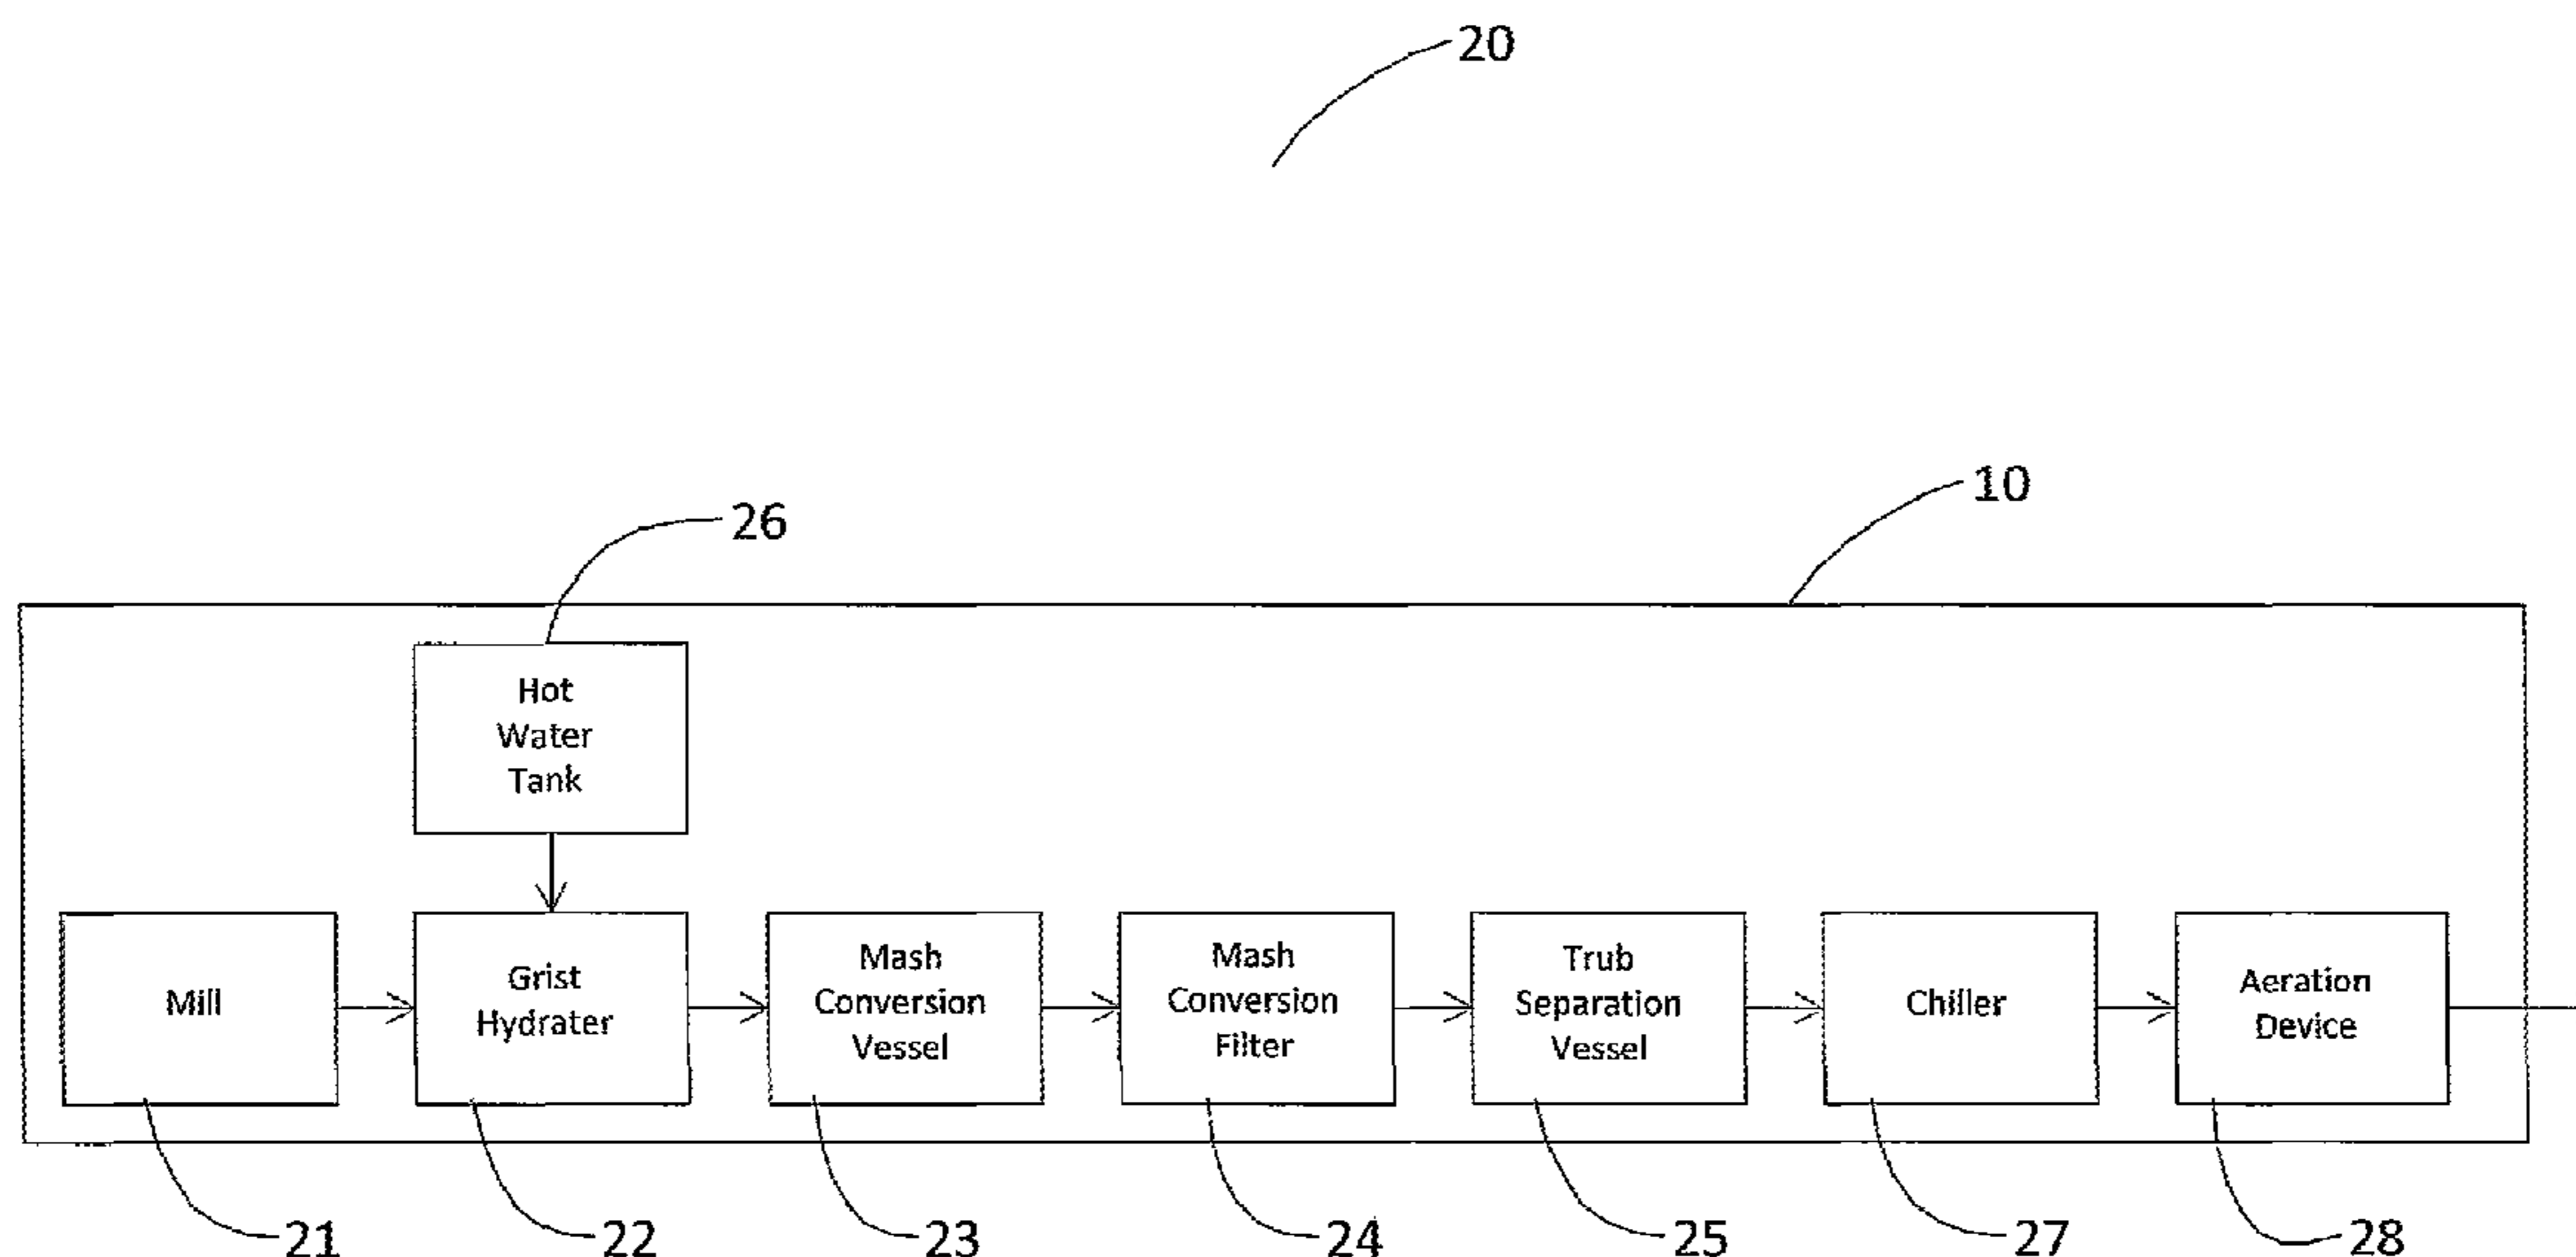 20
10
26
Hot
Water
Tank
Mill
Grist
Hydrater
Mash
Conversion
Vessel
Mash
Conversion
Filter
Trub
Separation
Vessel
Chiller
Aeration
Device
21
22
23
24
25
27
28